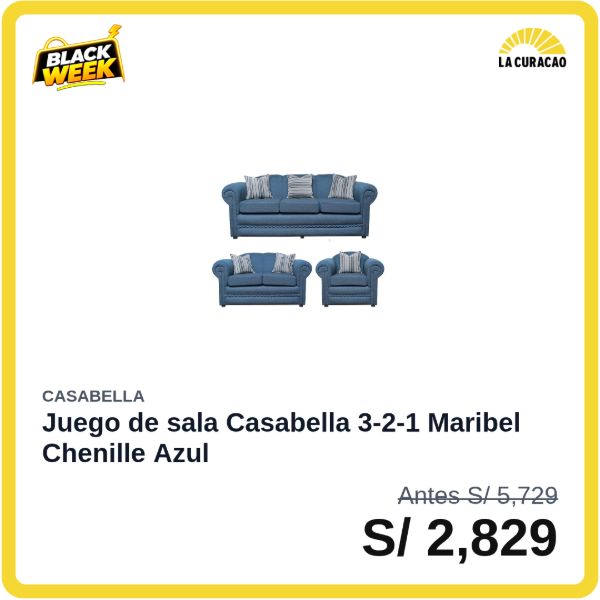 BLACK
WEEK
LA CURACAO
CASABELLA
Juego de sala Casabella 3-2-1 Maribel
Chenille Azul
Antes S/ 5,729
S/ 2,829